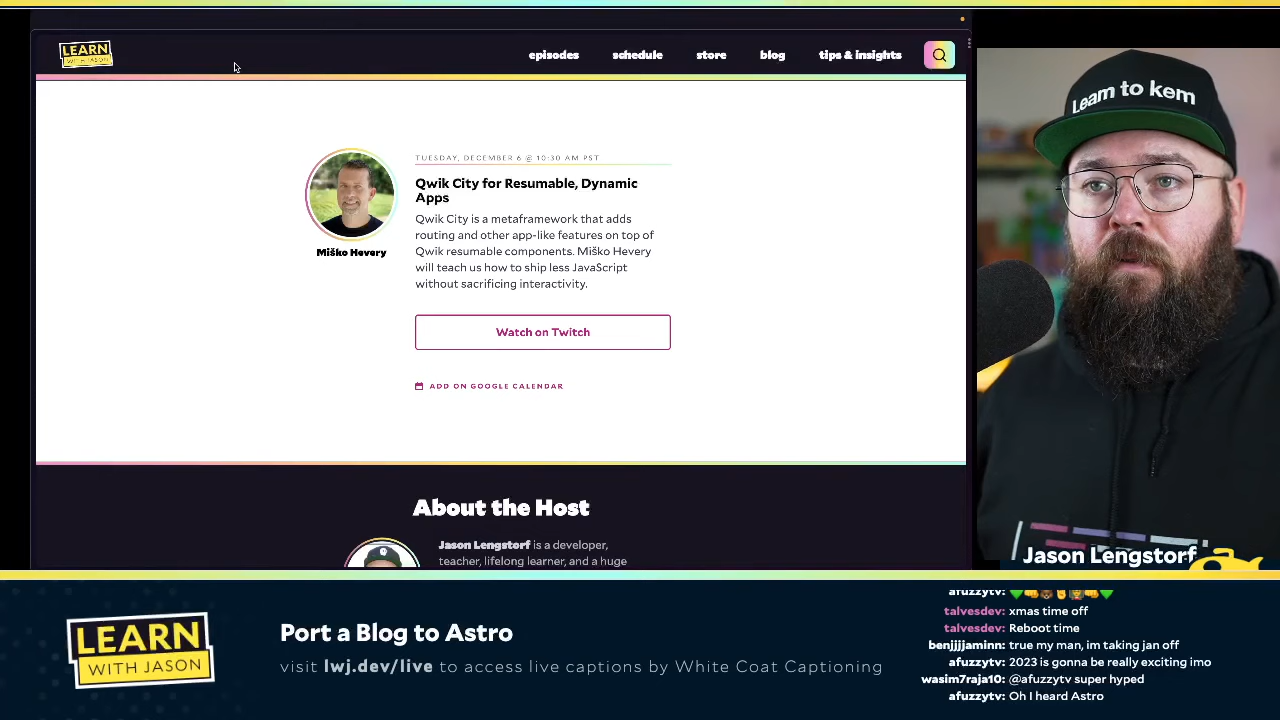 LEARN
WITH JASON
episodes
schedule
store
blog
tips & insights
TUESDAY, DECEMBER 6 @ 10:30 AM PST
Qwik City for Resumable, Dynamic
Apps
Qwik City is a metaframework that adds
routing and other app-like features on top of
Qwik resumable components. Miško Hevery
will teach us how to ship less JavaScript
without sacrificing interactivity.
Miško Hevery
Watch on Twitch
ADD ON GOOGLE CALENDAR
About the Host
Jason Lengstorf is a developer,
teacher, lifelong learner, and a huge
Learn to kern
Jason Lengstorf
LEARN
WITH JASON
Port a Blog to Astro
visit lwj.dev/live to access live captions by White Coat Captioning
afuzzytv: 💚👊🐻
talvesdev: xmas time off
talvesdev: Reboot time
benjjjjaminn: true my man, im taking jan off
afuzzytv: 2023 is gonna be really exciting imo
wasim7raja10: @afuzzytv super hyped
afuzzytv: Oh I heard Astro